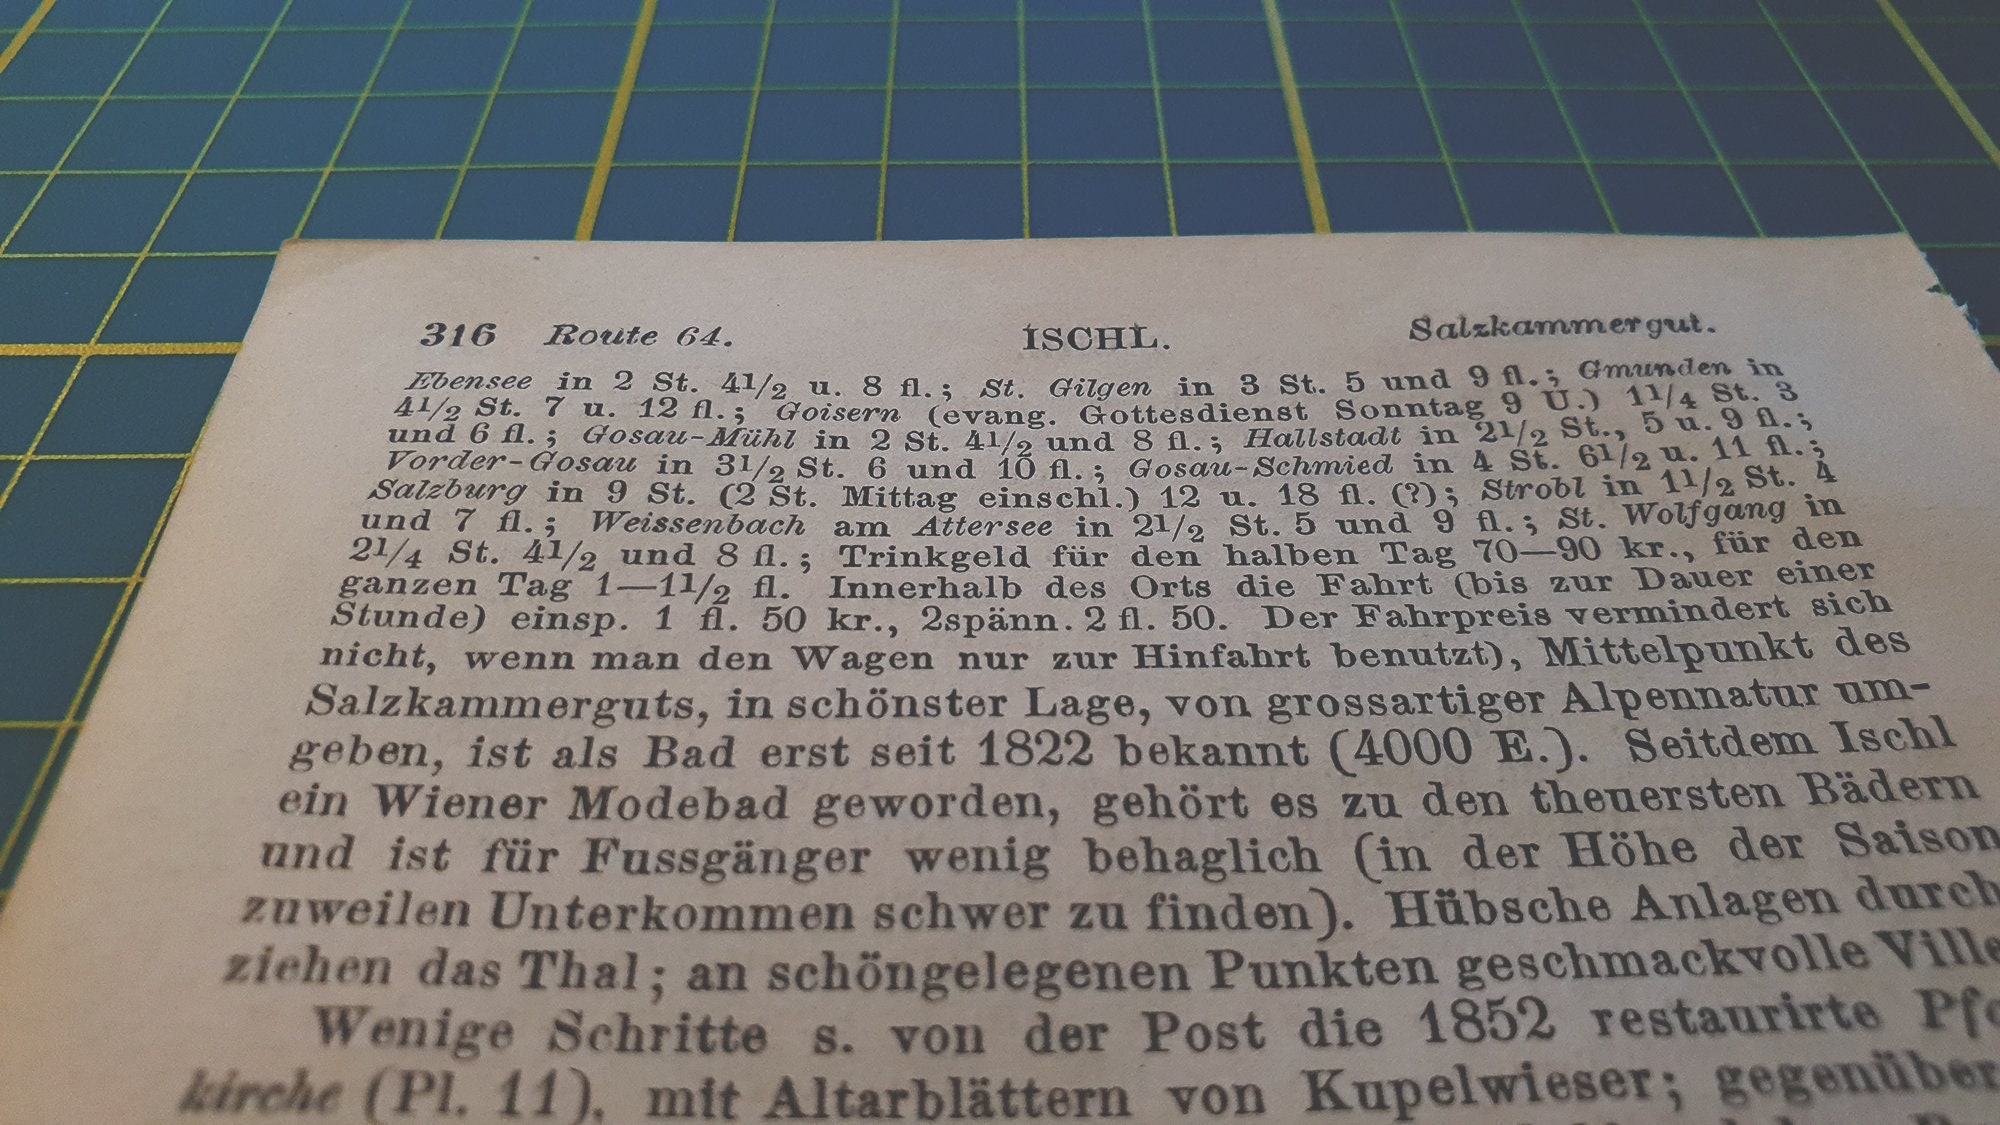 316 Route 64. ISCHL. Salzkammergut.
Ebensee in 2 St. 4½ u. 8 fl.; St. Gilgen in 3 St. 5 und 9 fl.; Gmunden in
4½ St. 7 u. 12 fl.; Goisern (evang. Gottesdienst Sonntag 9 U.) 1¼ St. 3
und 6 fl.; Gosau-Mühl in 2 St. 4½ und 8 fl.; Hallstadt in 2½ St., 5 u. 9 fl.;
Vorder-Gosau in 3½ St. 6 und 10 fl.; Gosau-Schmied in 4 St. 6½ u. 11 fl.;
Salzburg in 9 St. (2 St. Mittag einschl.) 12 u. 18 fl. (?); Strobl in 1½ St. 4
und 7 fl.; Weissenbach am Attersee in 2½ St. 5 und 9 fl.; St. Wolfgang in
2¼ St. 4½ und 8 fl.; Trinkgeld für den halben Tag 70—90 kr., für den
ganzen Tag 1—1½ fl. Innerhalb des Orts die Fahrt (bis zur Dauer einer
Stunde) einsp. 1 fl. 50 kr., 2spänn. 2 fl. 50. Der Fahrpreis vermindert sich
nicht, wenn man den Wagen nur zur Hinfahrt benutzt), Mittelpunkt des
Salzkammerguts, in schönster Lage, von grossartiger Alpennatur um-
geben, ist als Bad erst seit 1822 bekannt (4000 E.). Seitdem Ischl
ein Wiener Modebad geworden, gehört es zu den theuersten Bädern
und ist für Fussgänger wenig behaglich (in der Höhe der Saison
zuweilen Unterkommen schwer zu finden). Hübsche Anlagen durch
ziehen das Thal; an schöngelegenen Punkten geschmackvolle Ville
Wenige Schritte s. von der Post die 1852 restaurirte
kirche (Pl. 11), mit Altarblättern von Kupelwieser; gegenüber